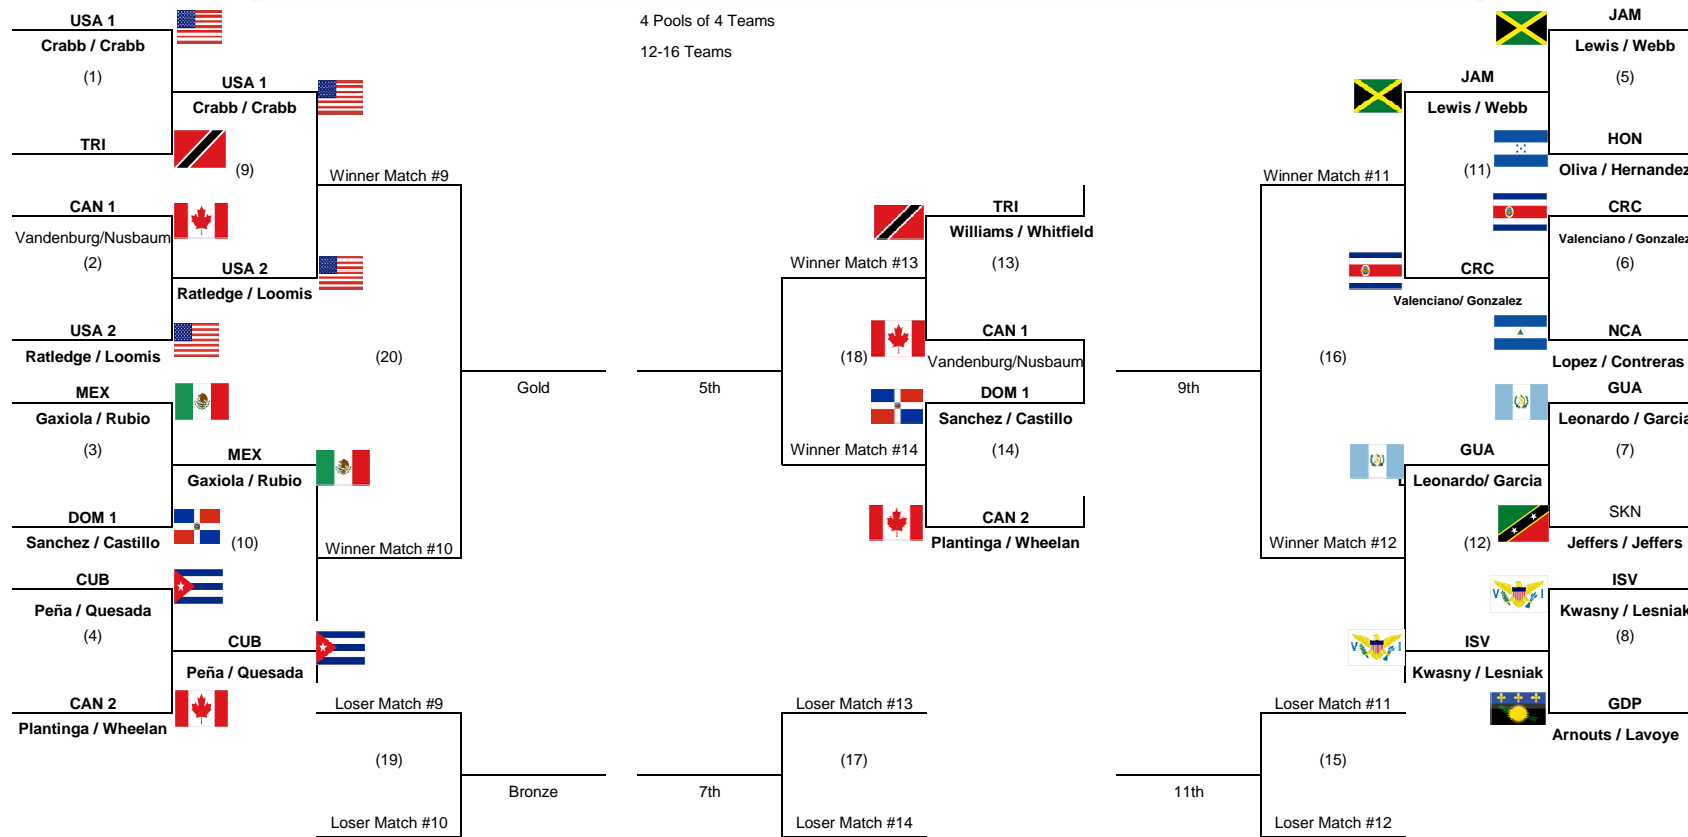 USA 1
Crabb / Crabb
(1)
USA 1
Crabb / Crabb
TRI
(9)
Winner Match #9
CAN 1
Vandenburg/Nusbaum
(2)
USA 2
Ratledge / Loomis
USA 2
Ratledge / Loomis
(20)
MEX
Gaxiola / Rubio
(3)
Gold
MEX
Gaxiola / Rubio
DOM 1
Sanchez / Castillo
(10)
Winner Match #10
CUB
Peña / Quesada
(4)
CUB
Peña / Quesada
CAN 2
Plantinga / Wheelan
Loser Match #9
(19)
Bronze
Loser Match #10
4 Pools of 4 Teams
12-16 Teams
TRI
Williams / Whitfield
Winner Match #13
(13)
CAN 1
(18)
Vandenburg/Nusbaum
5th
DOM 1
Sanchez / Castillo
Winner Match #14
(14)
CAN 2
Plantinga / Wheelan
Loser Match #13
(17)
7th
Loser Match #14
JAM
Lewis / Webb
(5)
JAM
Lewis / Webb
HON
(11)
Oliva / Hernandez
Winner Match #11
CRC
Valenciano / Gonzalez
(6)
CRC
Valenciano/ Gonzalez
NCA
(16)
Lopez / Contreras
9th
GUA
Leonardo / Garcia
(7)
GUA
Leonardo/ Garcia
SKN
Winner Match #12
(12)
Jeffers / Jeffers
ISV
V I
Kwasny / Lesniak
(8)
ISV
V I
Kwasny / Lesniak
GDP
Arnouts / Lavoye
Loser Match #11
(15)
11th
Loser Match #12